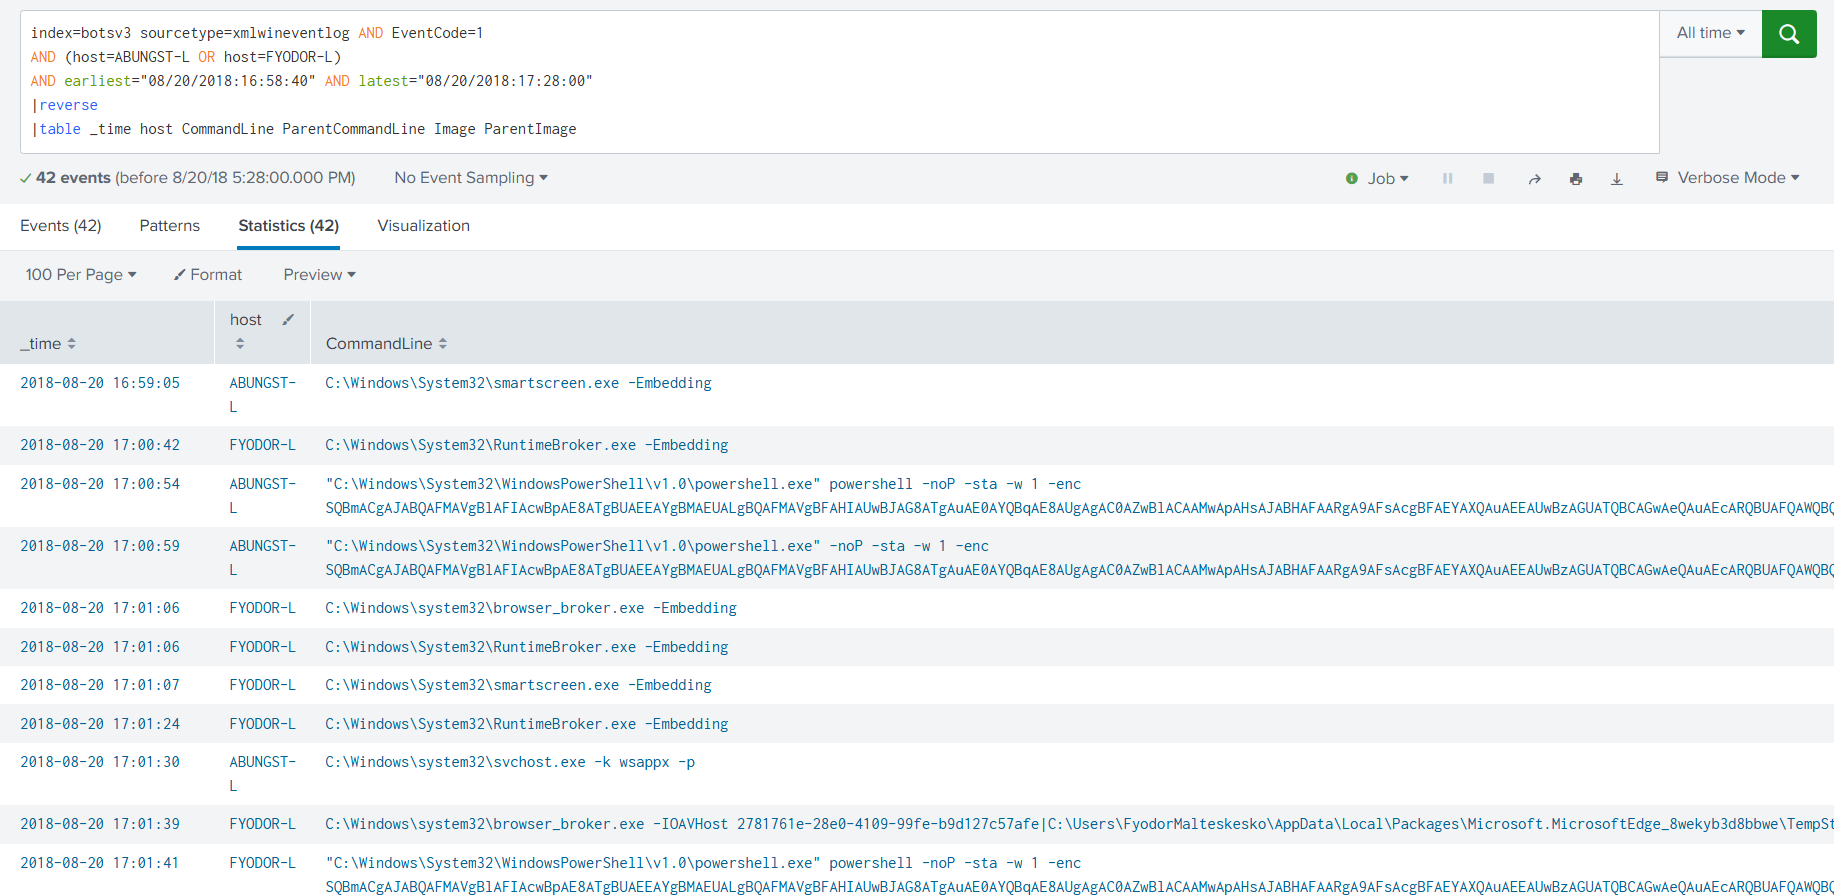 index=botsv3 sourcetype=xmlwineventlog AND EventCode=1
AND (host=ABUNGST-L OR host=FYODOR-L)
AND earliest="08/20/2018:16:58:40" AND latest="08/20/2018:17:28:00"
|reverse
|table _time host CommandLine ParentCommandLine Image ParentImage
All time
42 events (before 8/20/18 5:28:00.000 PM) No Event Sampling
Job Verbose Mode
Events (42) Patterns Statistics (42) Visualization
100 Per Page Format Preview
_time host CommandLine
2018-08-20 16:59:05 ABUNGST- C:\Windows\System32\smartscreen.exe -Embedding
L
2018-08-20 17:00:42 FYODOR-L C:\Windows\System32\RuntimeBroker.exe -Embedding
2018-08-20 17:00:54 ABUNGST- "C:\Windows\System32\WindowsPowerShell\v1.0\powershell.exe" powershell -noP -sta -w 1 -enc
L
2018-08-20 17:00:59 ABUNGST- "C:\Windows\System32\WindowsPowerShell\v1.0\powershell.exe" -noP -sta -w 1 -enc
L
2018-08-20 17:01:06 FYODOR-L C:\Windows\system32\browser_broker.exe -Embedding
2018-08-20 17:01:06 FYODOR-L C:\Windows\System32\RuntimeBroker.exe -Embedding
2018-08-20 17:01:07 FYODOR-L C:\Windows\System32\smartscreen.exe -Embedding
2018-08-20 17:01:24 FYODOR-L C:\Windows\System32\RuntimeBroker.exe -Embedding
2018-08-20 17:01:30 ABUNGST- C:\Windows\system32\svchost.exe -k wsappx -p
L
2018-08-20 17:01:39 FYODOR-L C:\Windows\system32\browser_broker.exe -IOAVHost 2781761e-28e0-4109-99fe-b9d127c57afe|C:\Users\FyodorMalteskesko\AppData\Local\Packages\Microsoft.MicrosoftEdge_8wekyb3d8bbwe\TempSt
2018-08-20 17:01:41 FYODOR-L "C:\Windows\System32\WindowsPowerShell\v1.0\powershell.exe" powershell -noP -sta -w 1 -enc